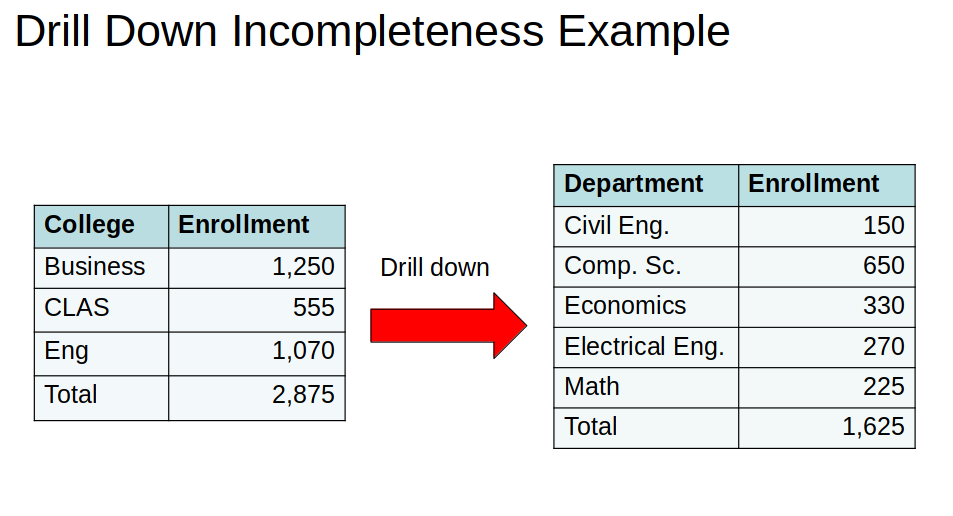 Drill Down Incompleteness Example
College Enrollment
Business 1,250
CLAS 555
Eng 1,070
Total 2,875
Drill down
Department Enrollment
Civil Eng. 150
Comp. Sc. 650
Economics 330
Electrical Eng. 270
Math 225
Total 1,625